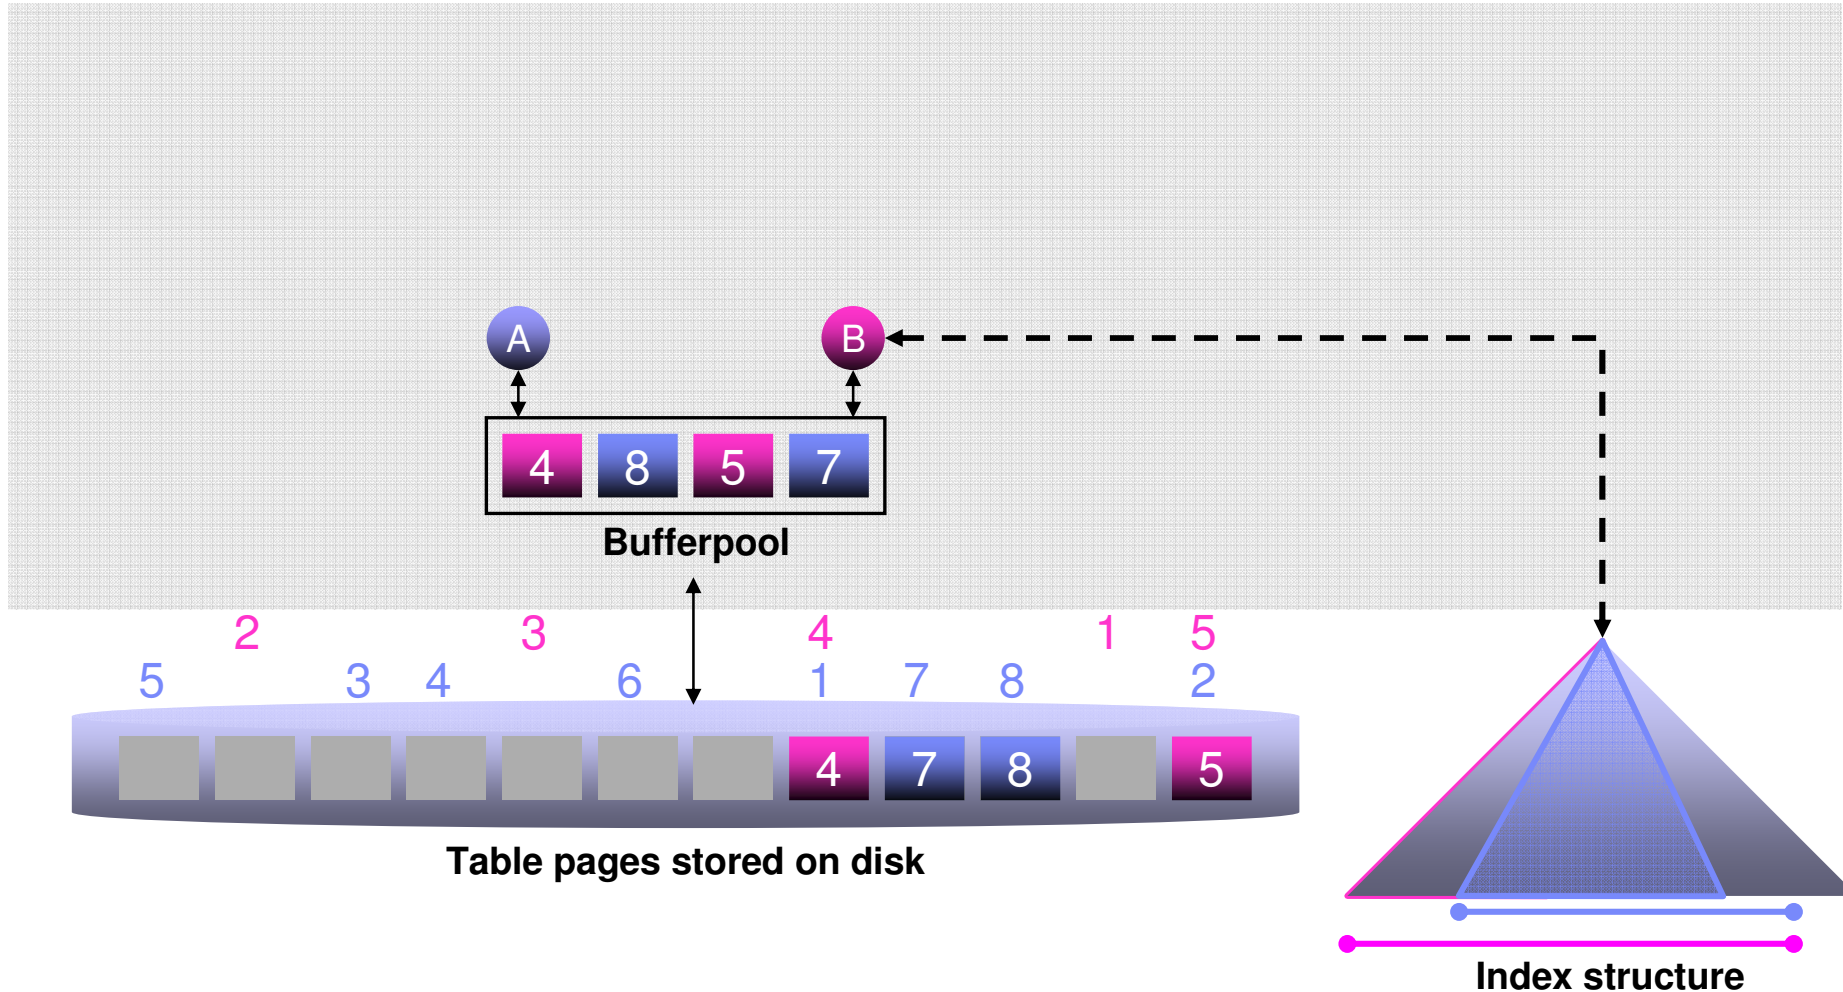 A B
4 8 5 7
Bufferpool
2 3 4 1 5
5 3 4 6 1 7 8 2
4 7 8 5
Table pages stored on disk
Index structure